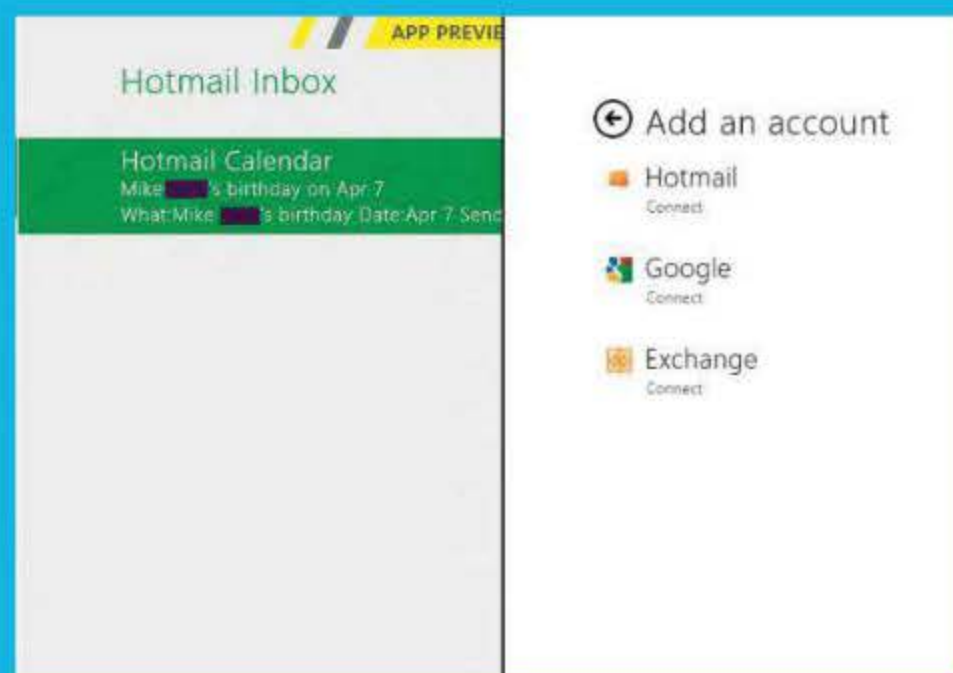 APP PREVIE
Hotmail Inbox
Hotmail Calendar
Mike 's birthday on Apr 7
What:Mike 's birthday Date:Apr 7 Send
Add an account
Hotmail
Connect
Google
Connect
Exchange
Connect